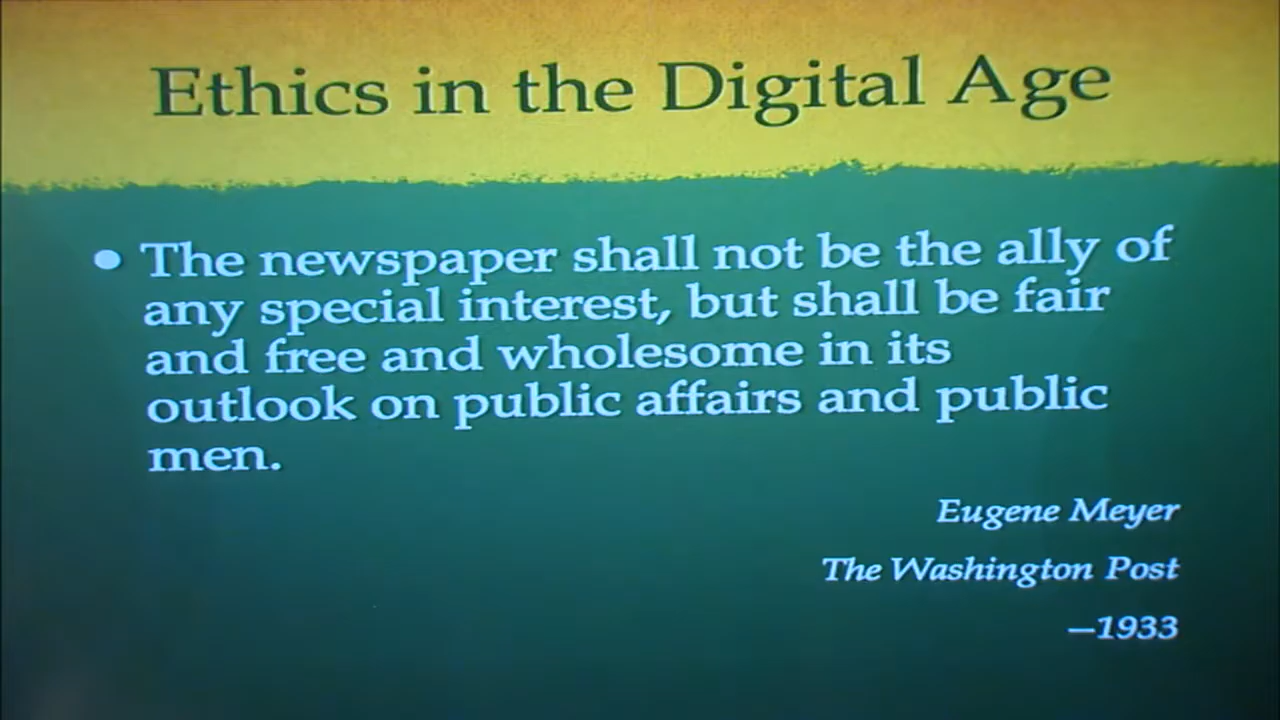 Ethics in the Digital Age
• The newspaper shall not be the ally of
any special interest, but shall be fair
and free and wholesome in its
outlook on public affairs and public
men.
Eugene Meyer
The Washington Post
—1933